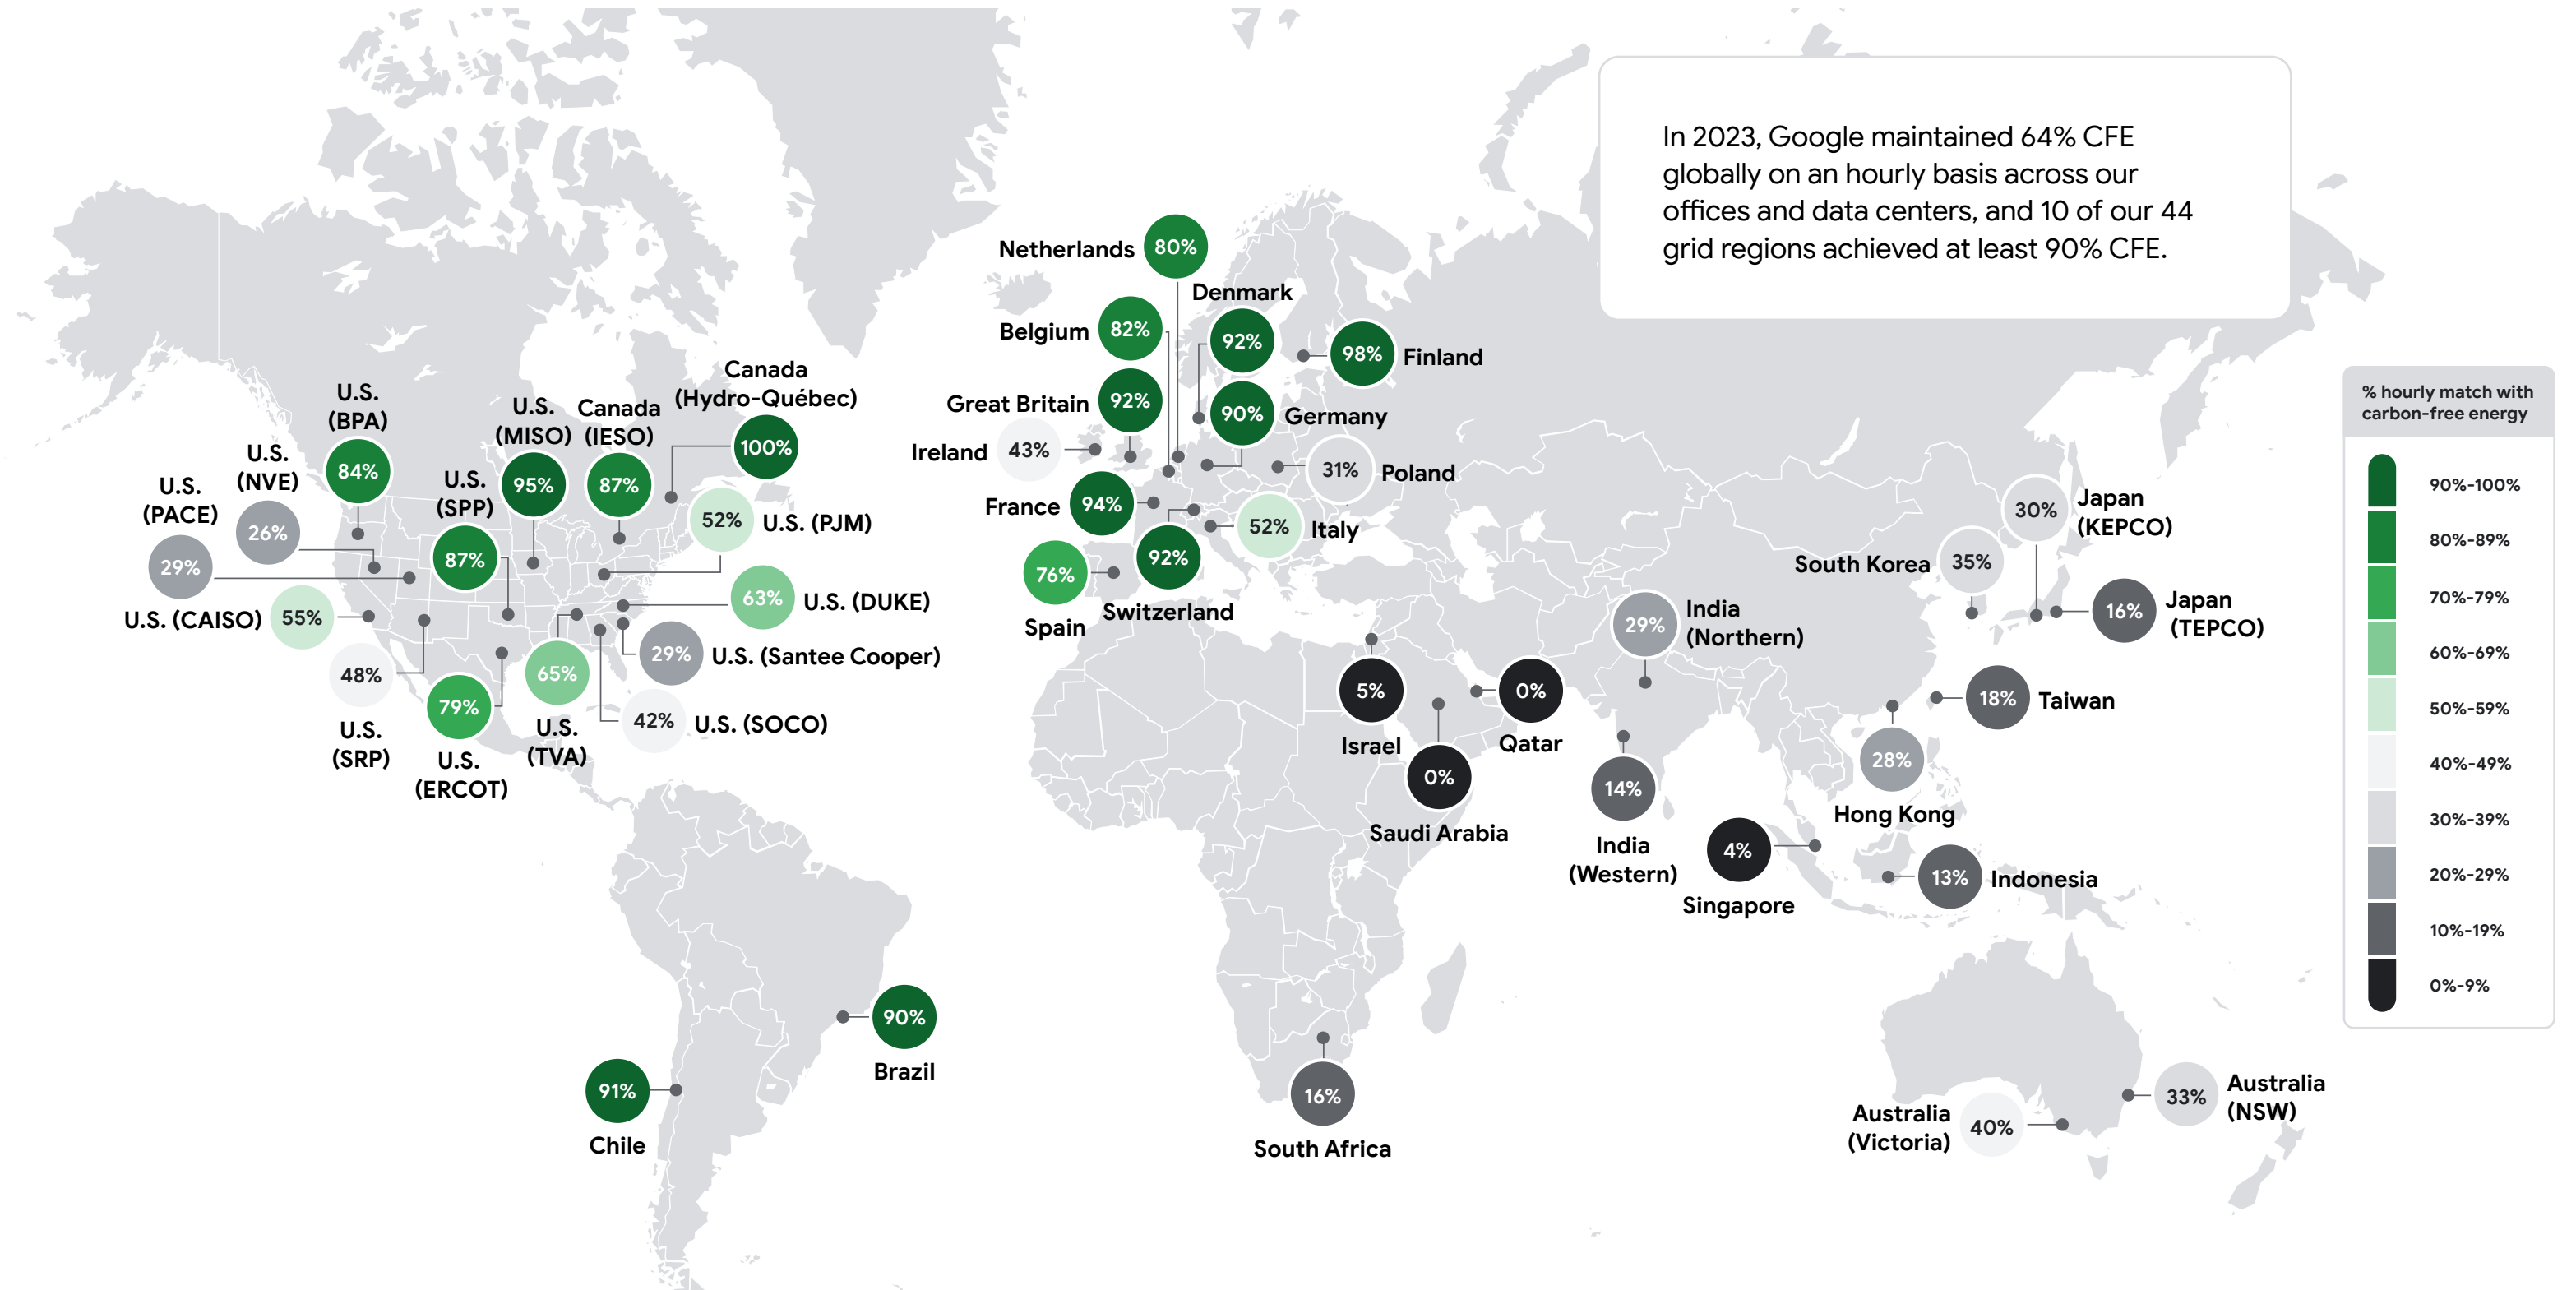 In 2023, Google maintained 64% CFE
globally on an hourly basis across our
offices and data centers, and 10 of our 44
grid regions achieved at least 90% CFE.
U.S.
(BPA)
84%
U.S.
(NVE)
26%
U.S.
(PACE)
29%
U.S. (CAISO)
55%
48%
U.S.
(SRP)
U.S.
(SPP)
87%
79%
U.S.
(ERCOT)
U.S.
(MISO)
95%
Canada
(IESO)
87%
Canada
(Hydro-Québec)
100%
52%
U.S. (PJM)
63%
U.S. (DUKE)
29%
U.S. (Santee Cooper)
65%
U.S.
(TVA)
42%
U.S. (SOCO)
90%
Brazil
91%
Chile
Netherlands
80%
Belgium
82%
Denmark
92%
98%
Finland
Great Britain
92%
90%
Germany
Ireland
43%
31%
Poland
France
94%
52%
Italy
76%
Spain
92%
Switzerland
5%
Israel
0%
Qatar
0%
Saudi Arabia
16%
South Africa
29%
India
(Northern)
14%
India
(Western)
4%
Singapore
13%
Indonesia
28%
Hong Kong
18%
Taiwan
South Korea
35%
30%
Japan
(KEPCO)
16%
Japan
(TEPCO)
33%
Australia
(NSW)
Australia
(Victoria)
40%
% hourly match with
carbon-free energy
90%-100%
80%-89%
70%-79%
60%-69%
50%-59%
40%-49%
30%-39%
20%-29%
10%-19%
0%-9%